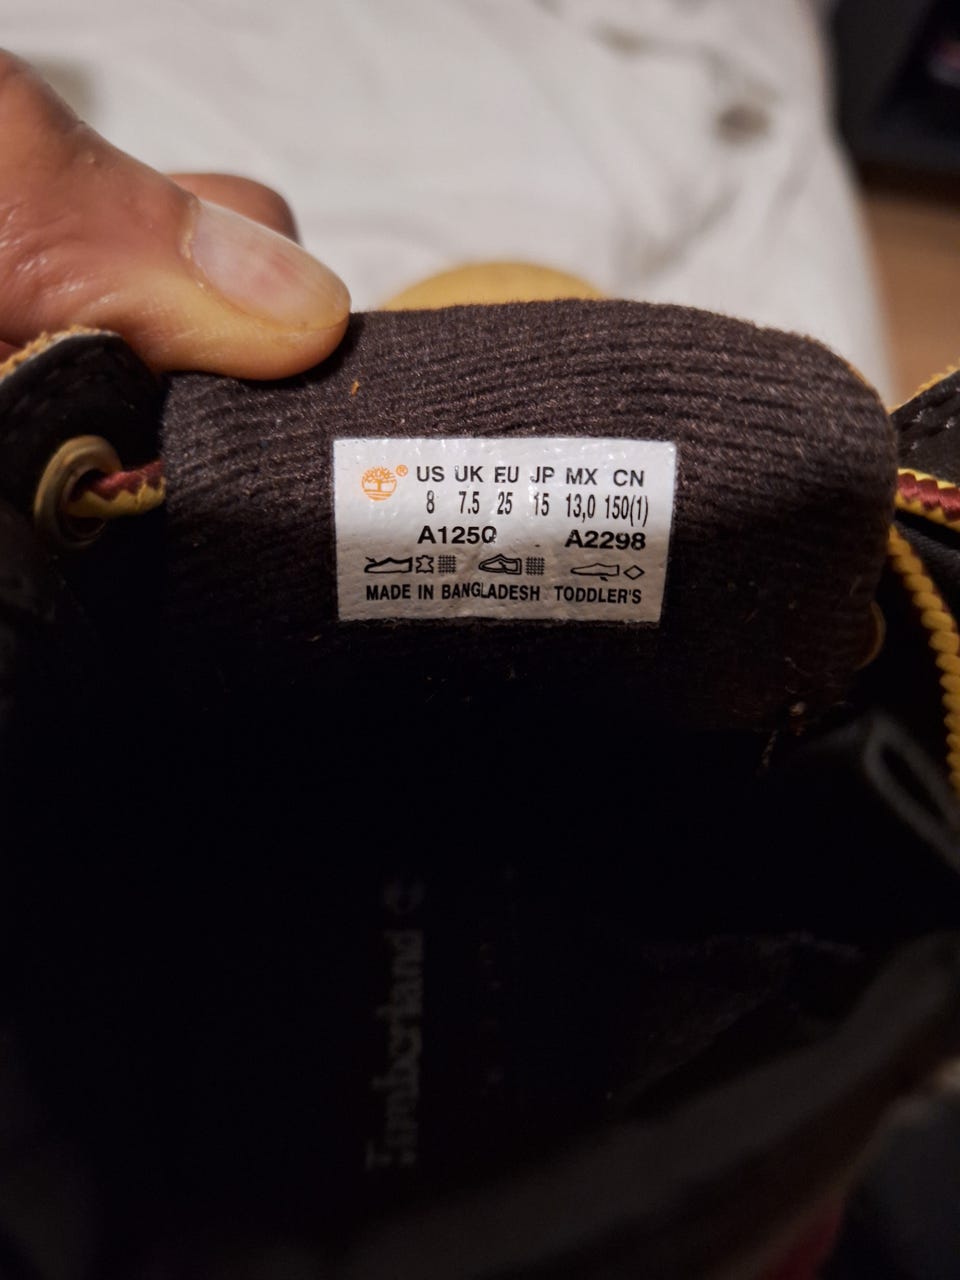 ® US UK EU JP MX CN
8 7.5 25 15 13,0 150(1)
A125Q A2298
MADE IN BANGLADESH TODDLER'S
Timberland